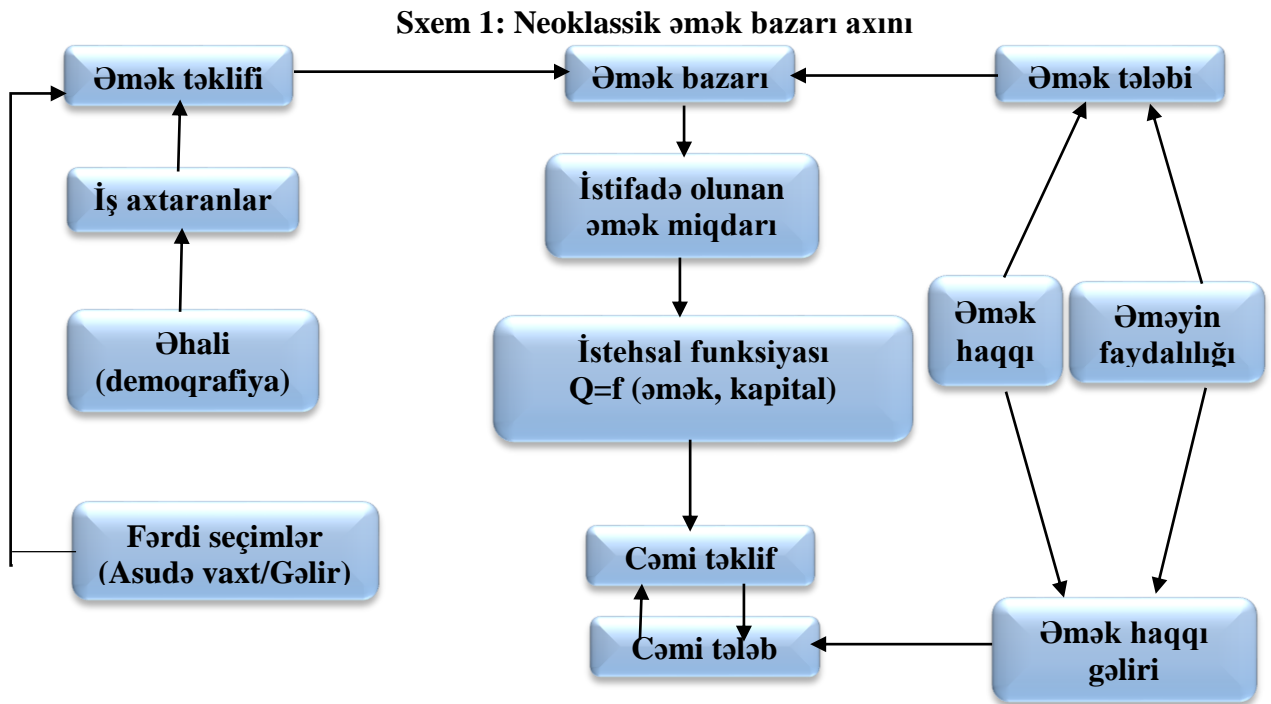 Sxem 1: Neoklassik əmək bazarı axını
Əmək təklifi
Əmək bazarı
Əmək tələbi
İş axtaranlar
İstifadə olunan
əmək miqdarı
Əhali
(demoqrafiya)
İstehsal funksiyası
Q=f (əmək, kapital)
Əmək
haqqı
Əməyin
faydalılığı
Fərdi seçimlər
(Asudə vaxt/Gəlir)
Cəmi təklif
Cəmi tələb
Əmək haqqı
gəliri